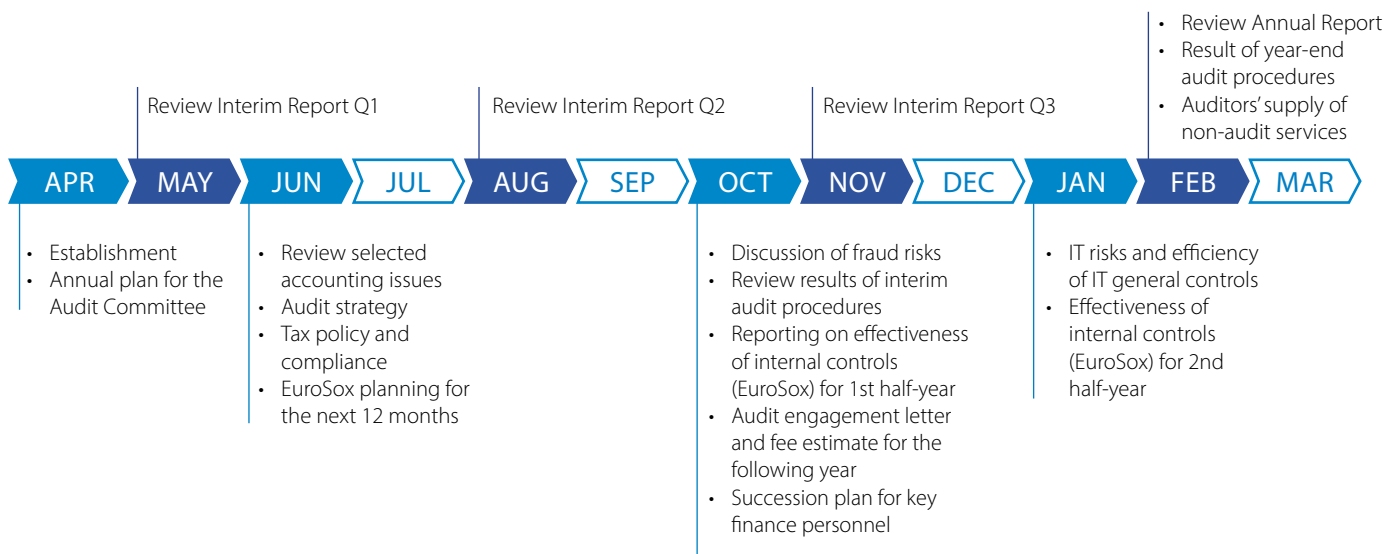 • Review Annual Report
• Result of year-end
audit procedures
• Auditors' supply of
non-audit services
Review Interim Report Q1
Review Interim Report Q2
Review Interim Report Q3
APR
MAY
JUN
JUL
AUG
SEP
OCT
NOV
DEC
JAN
FEB
MAR
• Establishment
• Annual plan for the
Audit Committee
• Review selected
accounting issues
• Audit strategy
• Tax policy and
compliance
• EuroSox planning for
the next 12 months
• Discussion of fraud risks
• Review results of interim
audit procedures
• Reporting on effectiveness
of internal controls
(EuroSox) for 1st half-year
• Audit engagement letter
and fee estimate for the
following year
• Succession plan for key
finance personnel
• IT risks and efficiency
of IT general controls
• Effectiveness of
internal controls
(EuroSox) for 2nd
half-year